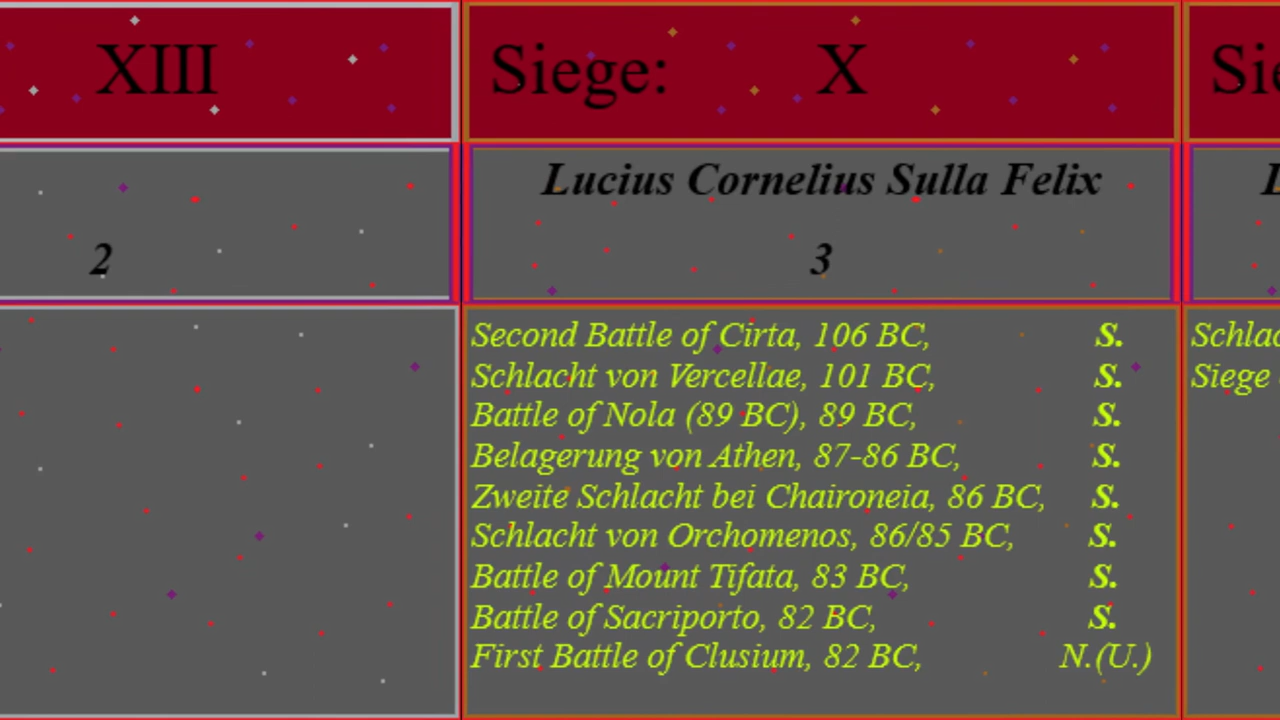 XIII
Siege: X
Sie
Lucius Cornelius Sulla Felix
L
2
3
Second Battle of Cirta, 106 BC, S.
Schlacht von Vercellae, 101 BC, S.
Battle of Nola (89 BC), 89 BC, S.
Belagerung von Athen, 87-86 BC, S.
Zweite Schlacht bei Chaironeia, 86 BC, S.
Schlacht von Orchomenos, 86/85 BC, S.
Battle of Mount Tifata, 83 BC, S.
Battle of Sacriporto, 82 BC, S.
First Battle of Clusium, 82 BC, N.(U.)
Schlac
Siege